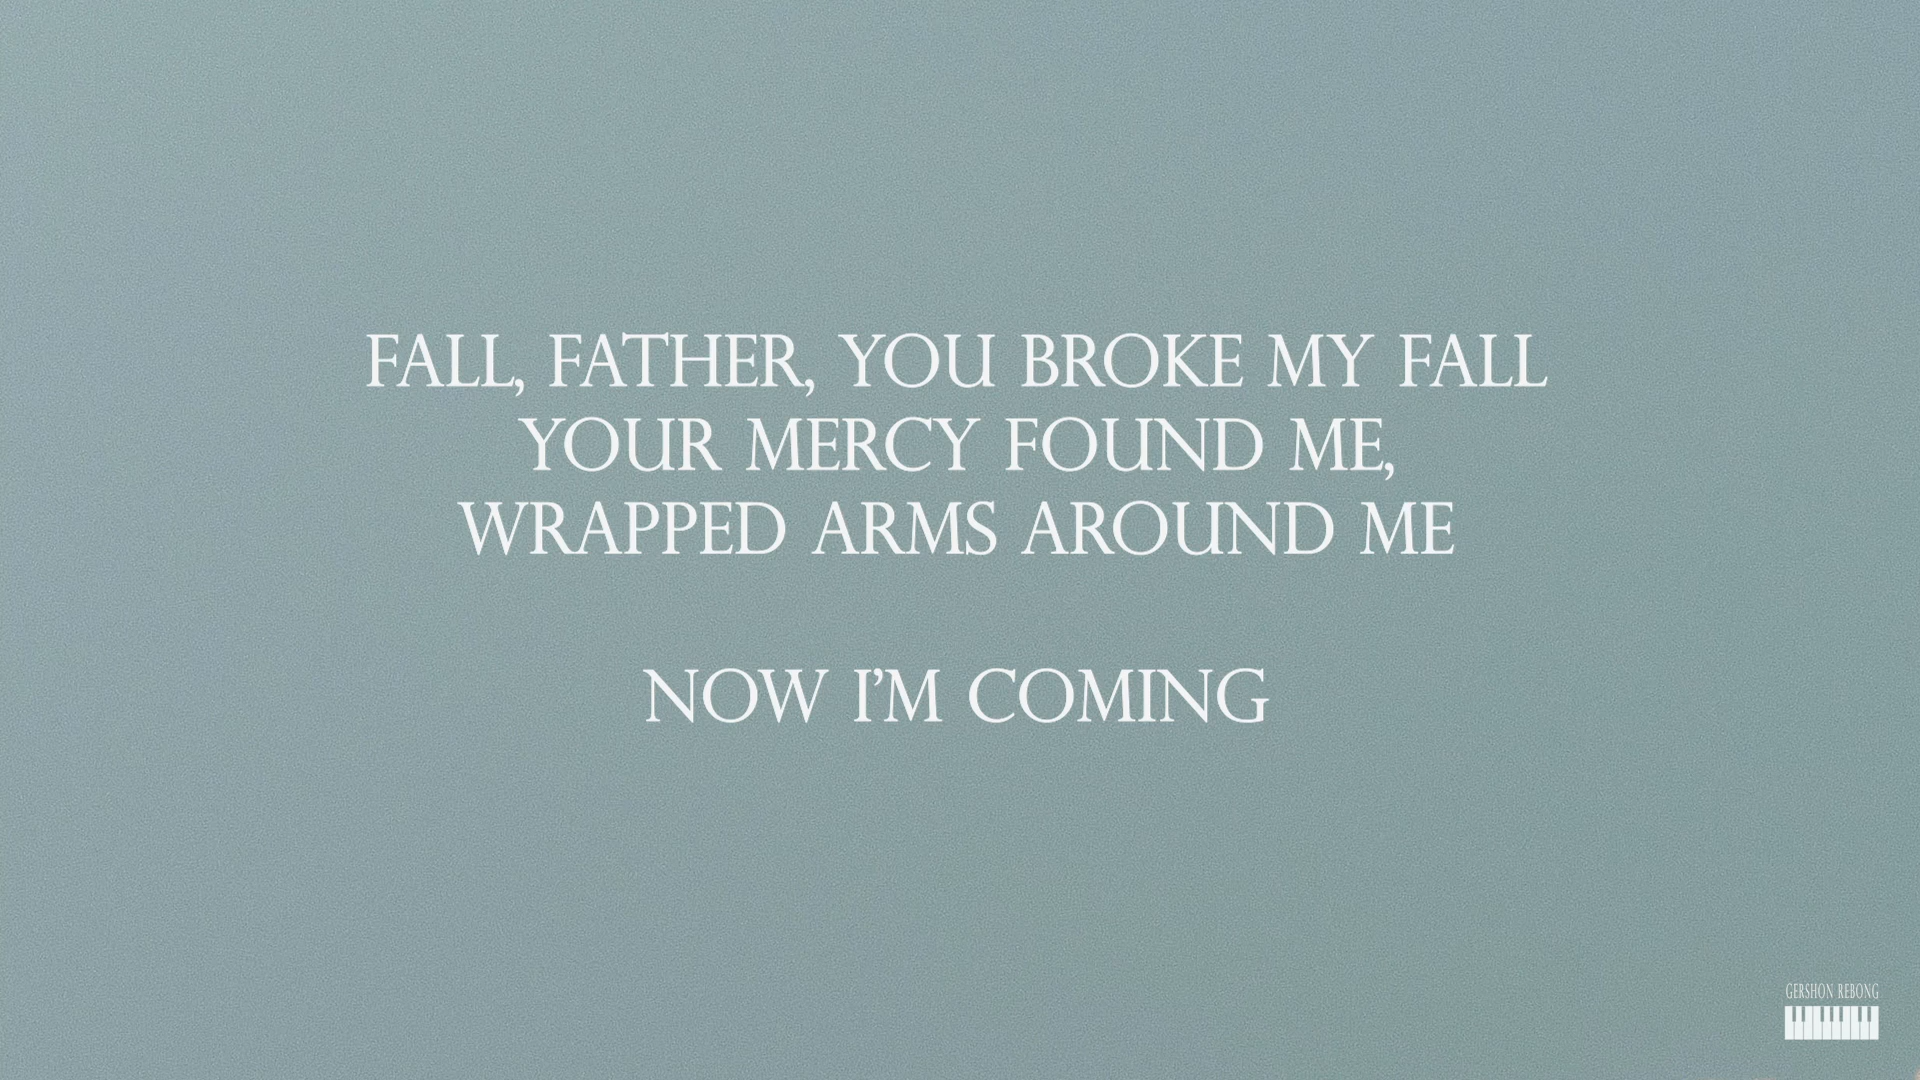 FALL, FATHER, YOU BROKE MY FALL
YOUR MERCY FOUND ME,
WRAPPED ARMS AROUND ME
NOW I'M COMING
GERSHON REBONG